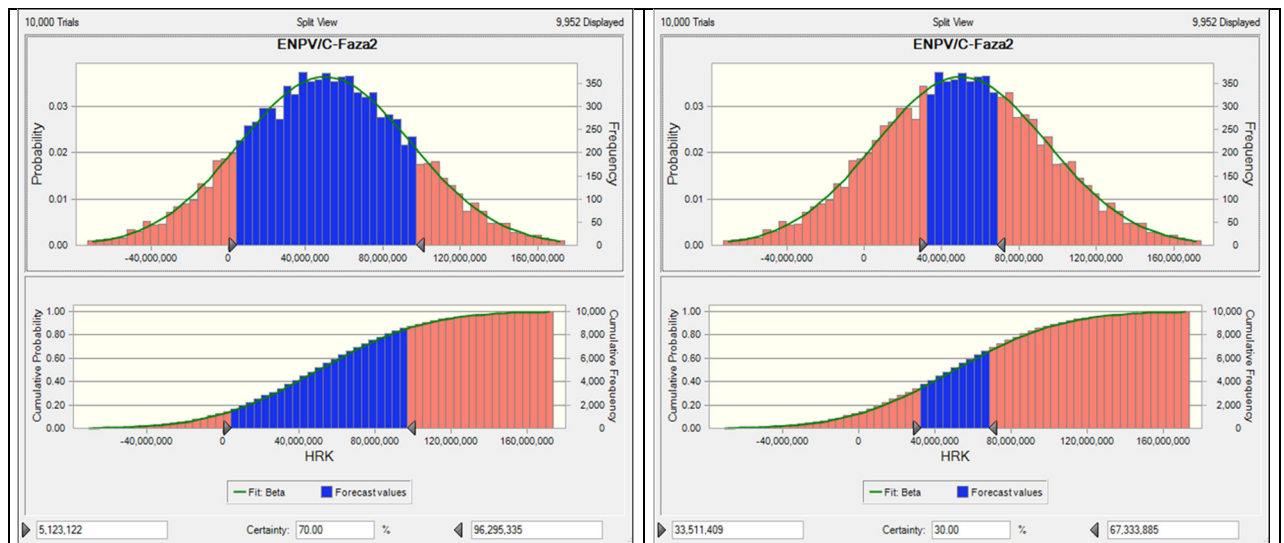 10,000 Trials Split View 9,952 Displayed
ENPV/C-Faza2
Probability
0.03
0.02
0.01
0.00
350
300
250
200
150
100
50
0
Frequency
-40,000,000 0 40,000,000 80,000,000 120,000,000 160,000,000
Cumulative Probability
1.00
0.80
0.60
0.40
0.20
0.00
10,000
8,000
6,000
4,000
2,000
0
Cumulative Frequency
-40,000,000 0 40,000,000 80,000,000 120,000,000 160,000,000
HRK
Fit: Beta Forecast values
5,123,122 Certainty: 70.00 % 96,295,335
10,000 Trials Split View 9,952 Displayed
ENPV/C-Faza2
Probability
0.03
0.02
0.01
0.00
350
300
250
200
150
100
50
0
Frequency
-40,000,000 0 40,000,000 80,000,000 120,000,000 160,000,000
Cumulative Probability
1.00
0.80
0.60
0.40
0.20
0.00
10,000
8,000
6,000
4,000
2,000
0
Cumulative Frequency
-40,000,000 0 40,000,000 80,000,000 120,000,000 160,000,000
HRK
Fit: Beta Forecast values
33,511,409 Certainty: 30.00 % 67,333,885